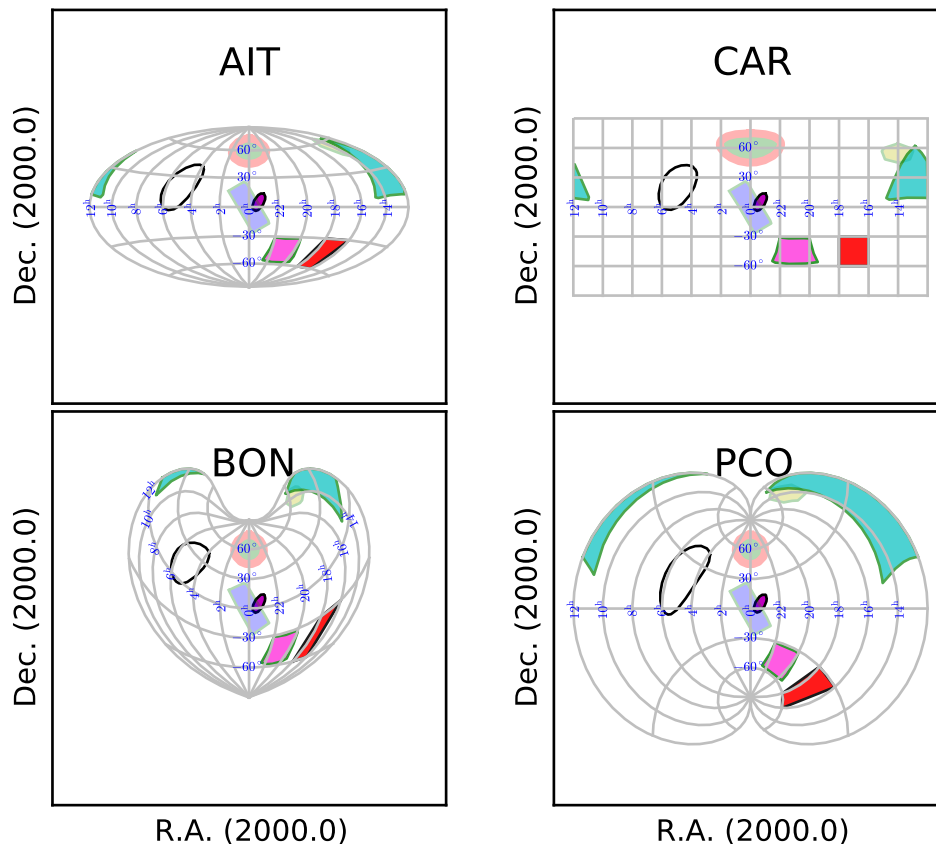 AIT
Dec. (2000.0)
60°
30°
12ʰ 10ʰ 8ʰ 6ʰ 4ʰ 2ʰ 0ʰ 22ʰ 20ʰ 18ʰ 16ʰ 14ʰ
−30°
−60°
CAR
Dec. (2000.0)
60°
30°
12ʰ 10ʰ 8ʰ 6ʰ 4ʰ 2ʰ 0ʰ 22ʰ 20ʰ 18ʰ 16ʰ 14ʰ
−30°
−60°
BON
Dec. (2000.0)
60°
30°
12ʰ 10ʰ 8ʰ 6ʰ 4ʰ 2ʰ 0ʰ 22ʰ 20ʰ 18ʰ 16ʰ 14ʰ
−30°
−60°
R.A. (2000.0)
PCO
Dec. (2000.0)
60°
30°
12ʰ 10ʰ 8ʰ 6ʰ 4ʰ 2ʰ 0ʰ 22ʰ 20ʰ 18ʰ 16ʰ 14ʰ
−30°
−60°
R.A. (2000.0)